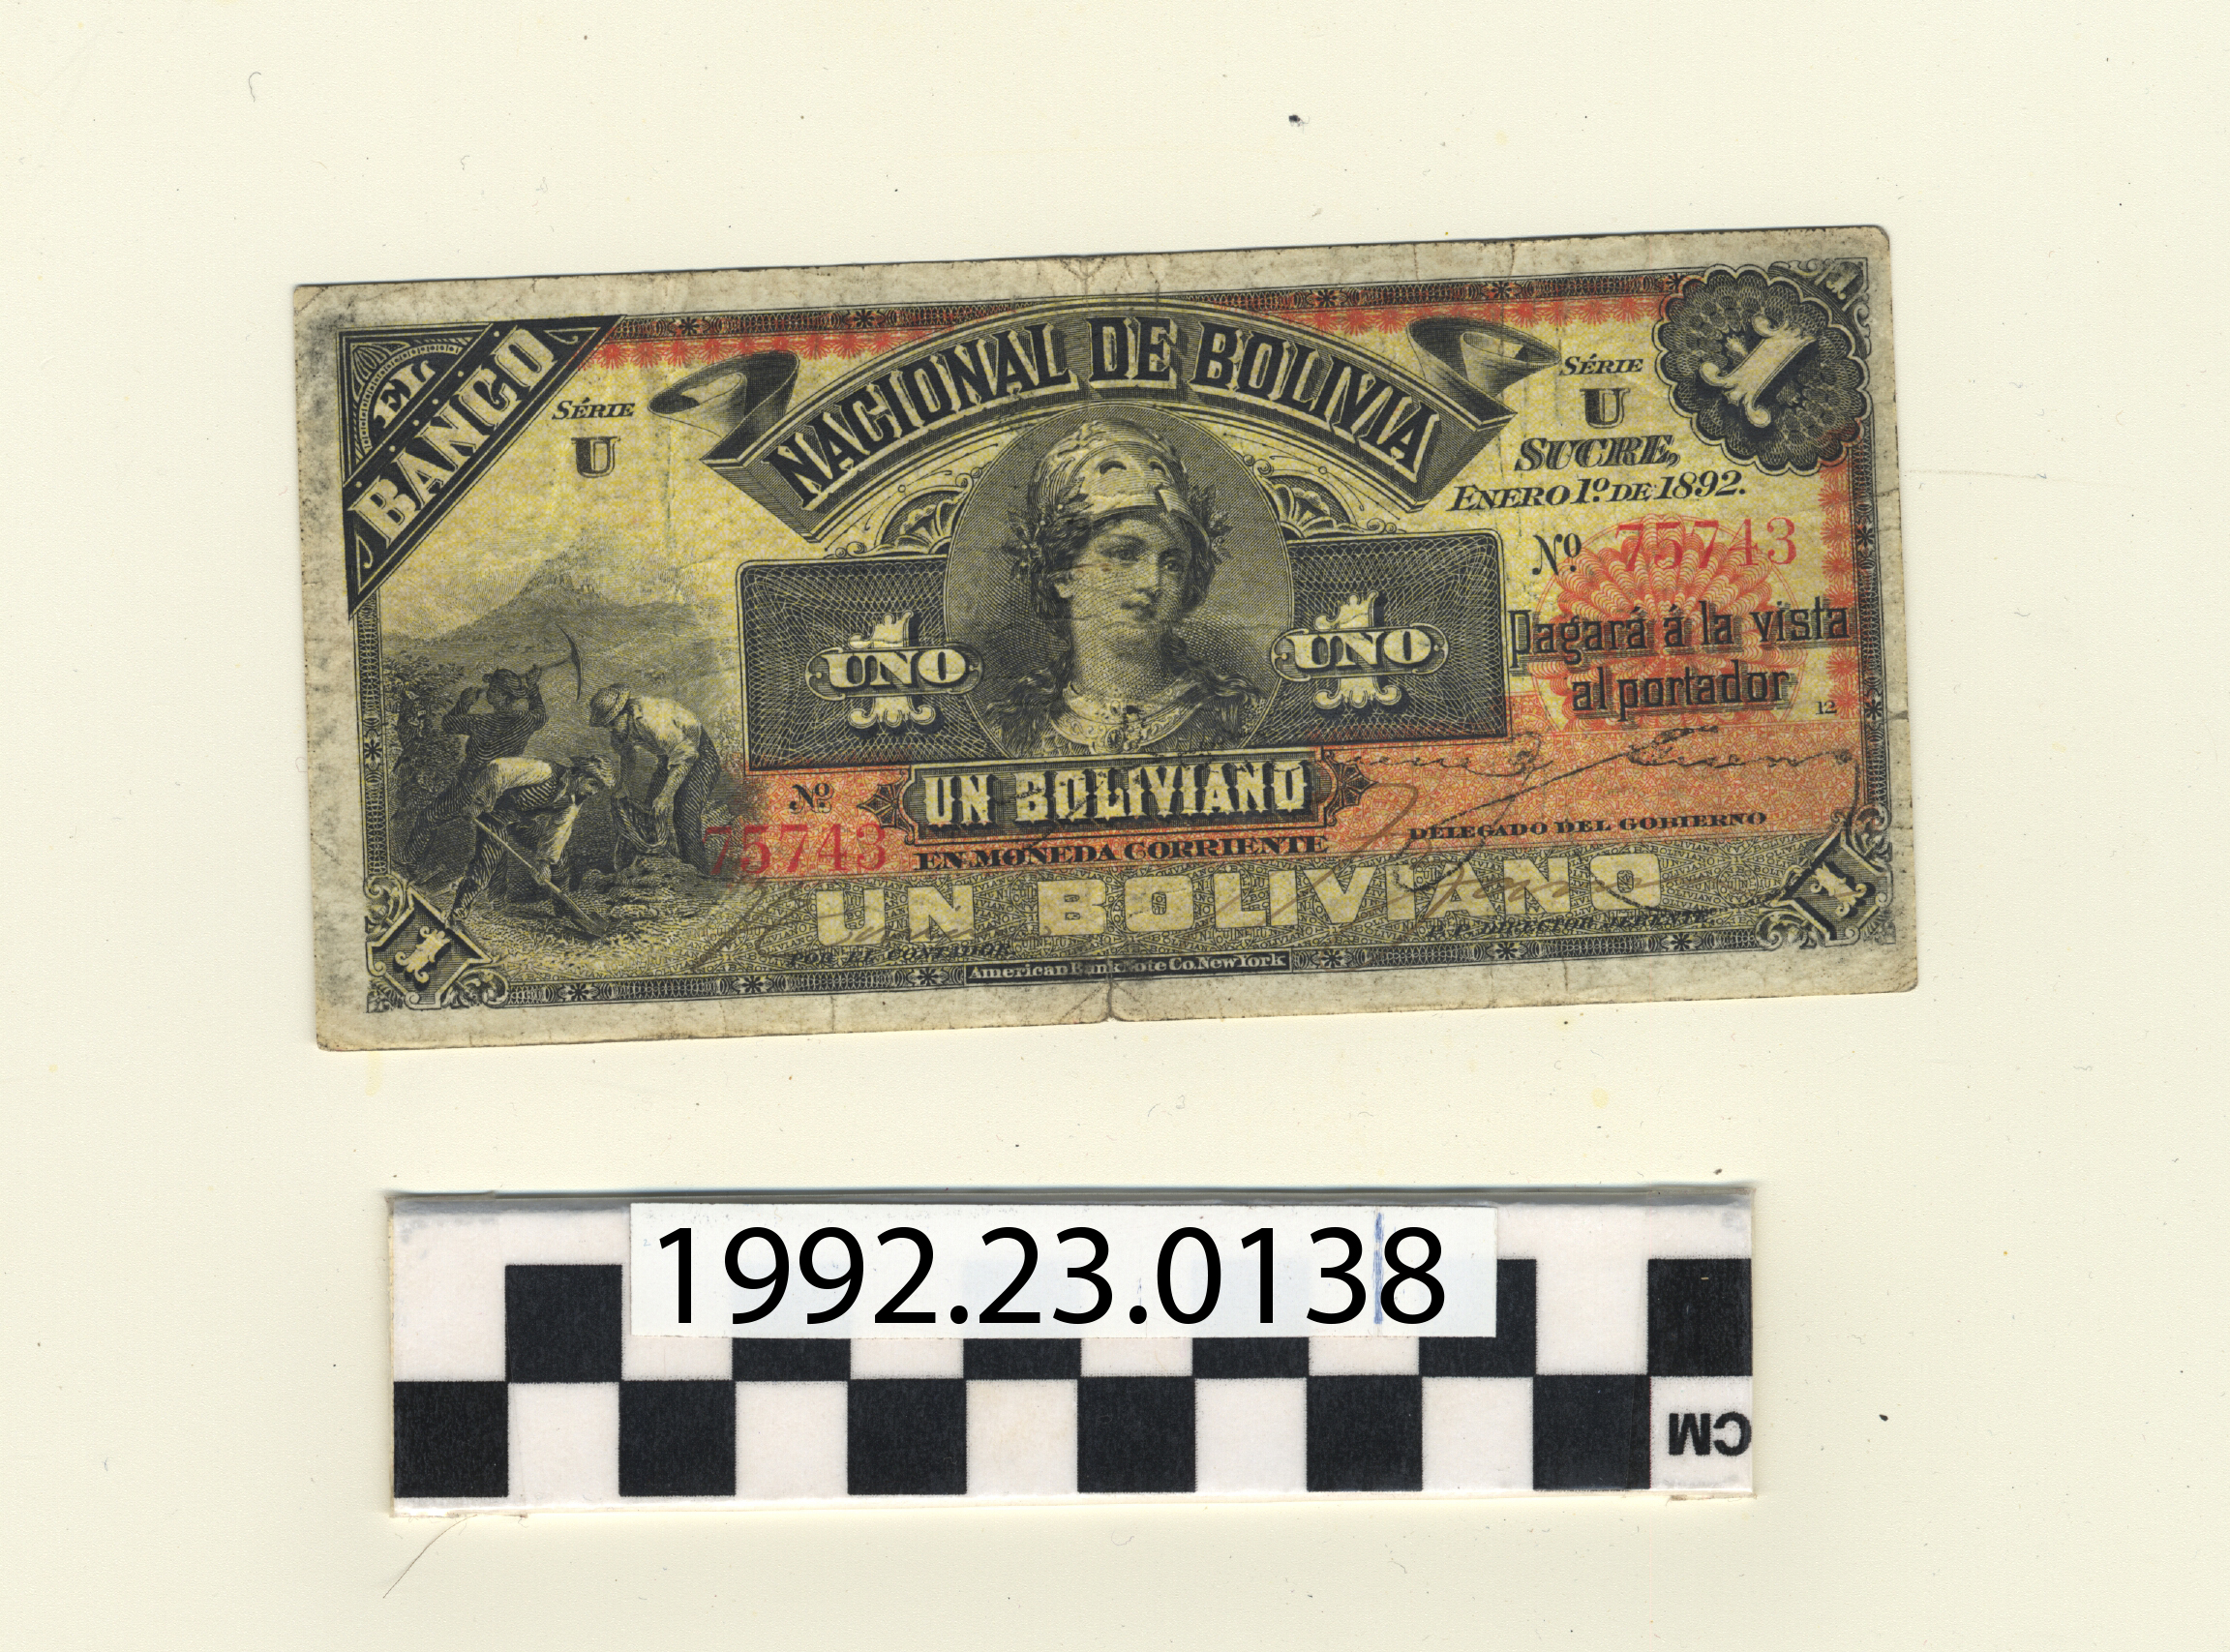 EL
BANCO
NACIONAL DE BOLIVIA
SÉRIE
U
SÉRIE
U
SUCRE,
ENERO 1º DE 1892.
1
Nº 75743
Pagará á la vista
al portador
12
1
UNO
1
UNO
UN BOLIVIANO
Nº
75743
EN MONEDA CORRIENTE
DELEGADO DEL GOBIERNO
UN BOLIVIANO
POR EL CONTADOR.
P. P. DIRECTOR JERENTE
1
1
American Bank Note Co. New York
1992.23.0138
CM